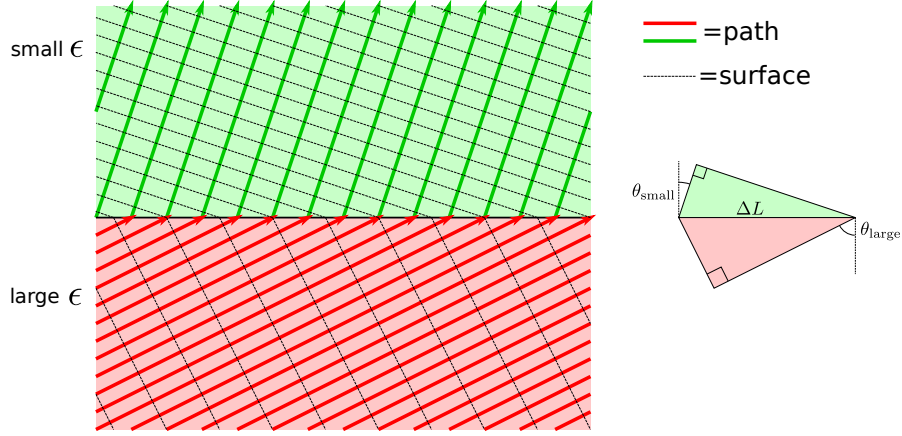 small ϵ
=path
=surface
θsmall
ΔL
θlarge
large ϵ